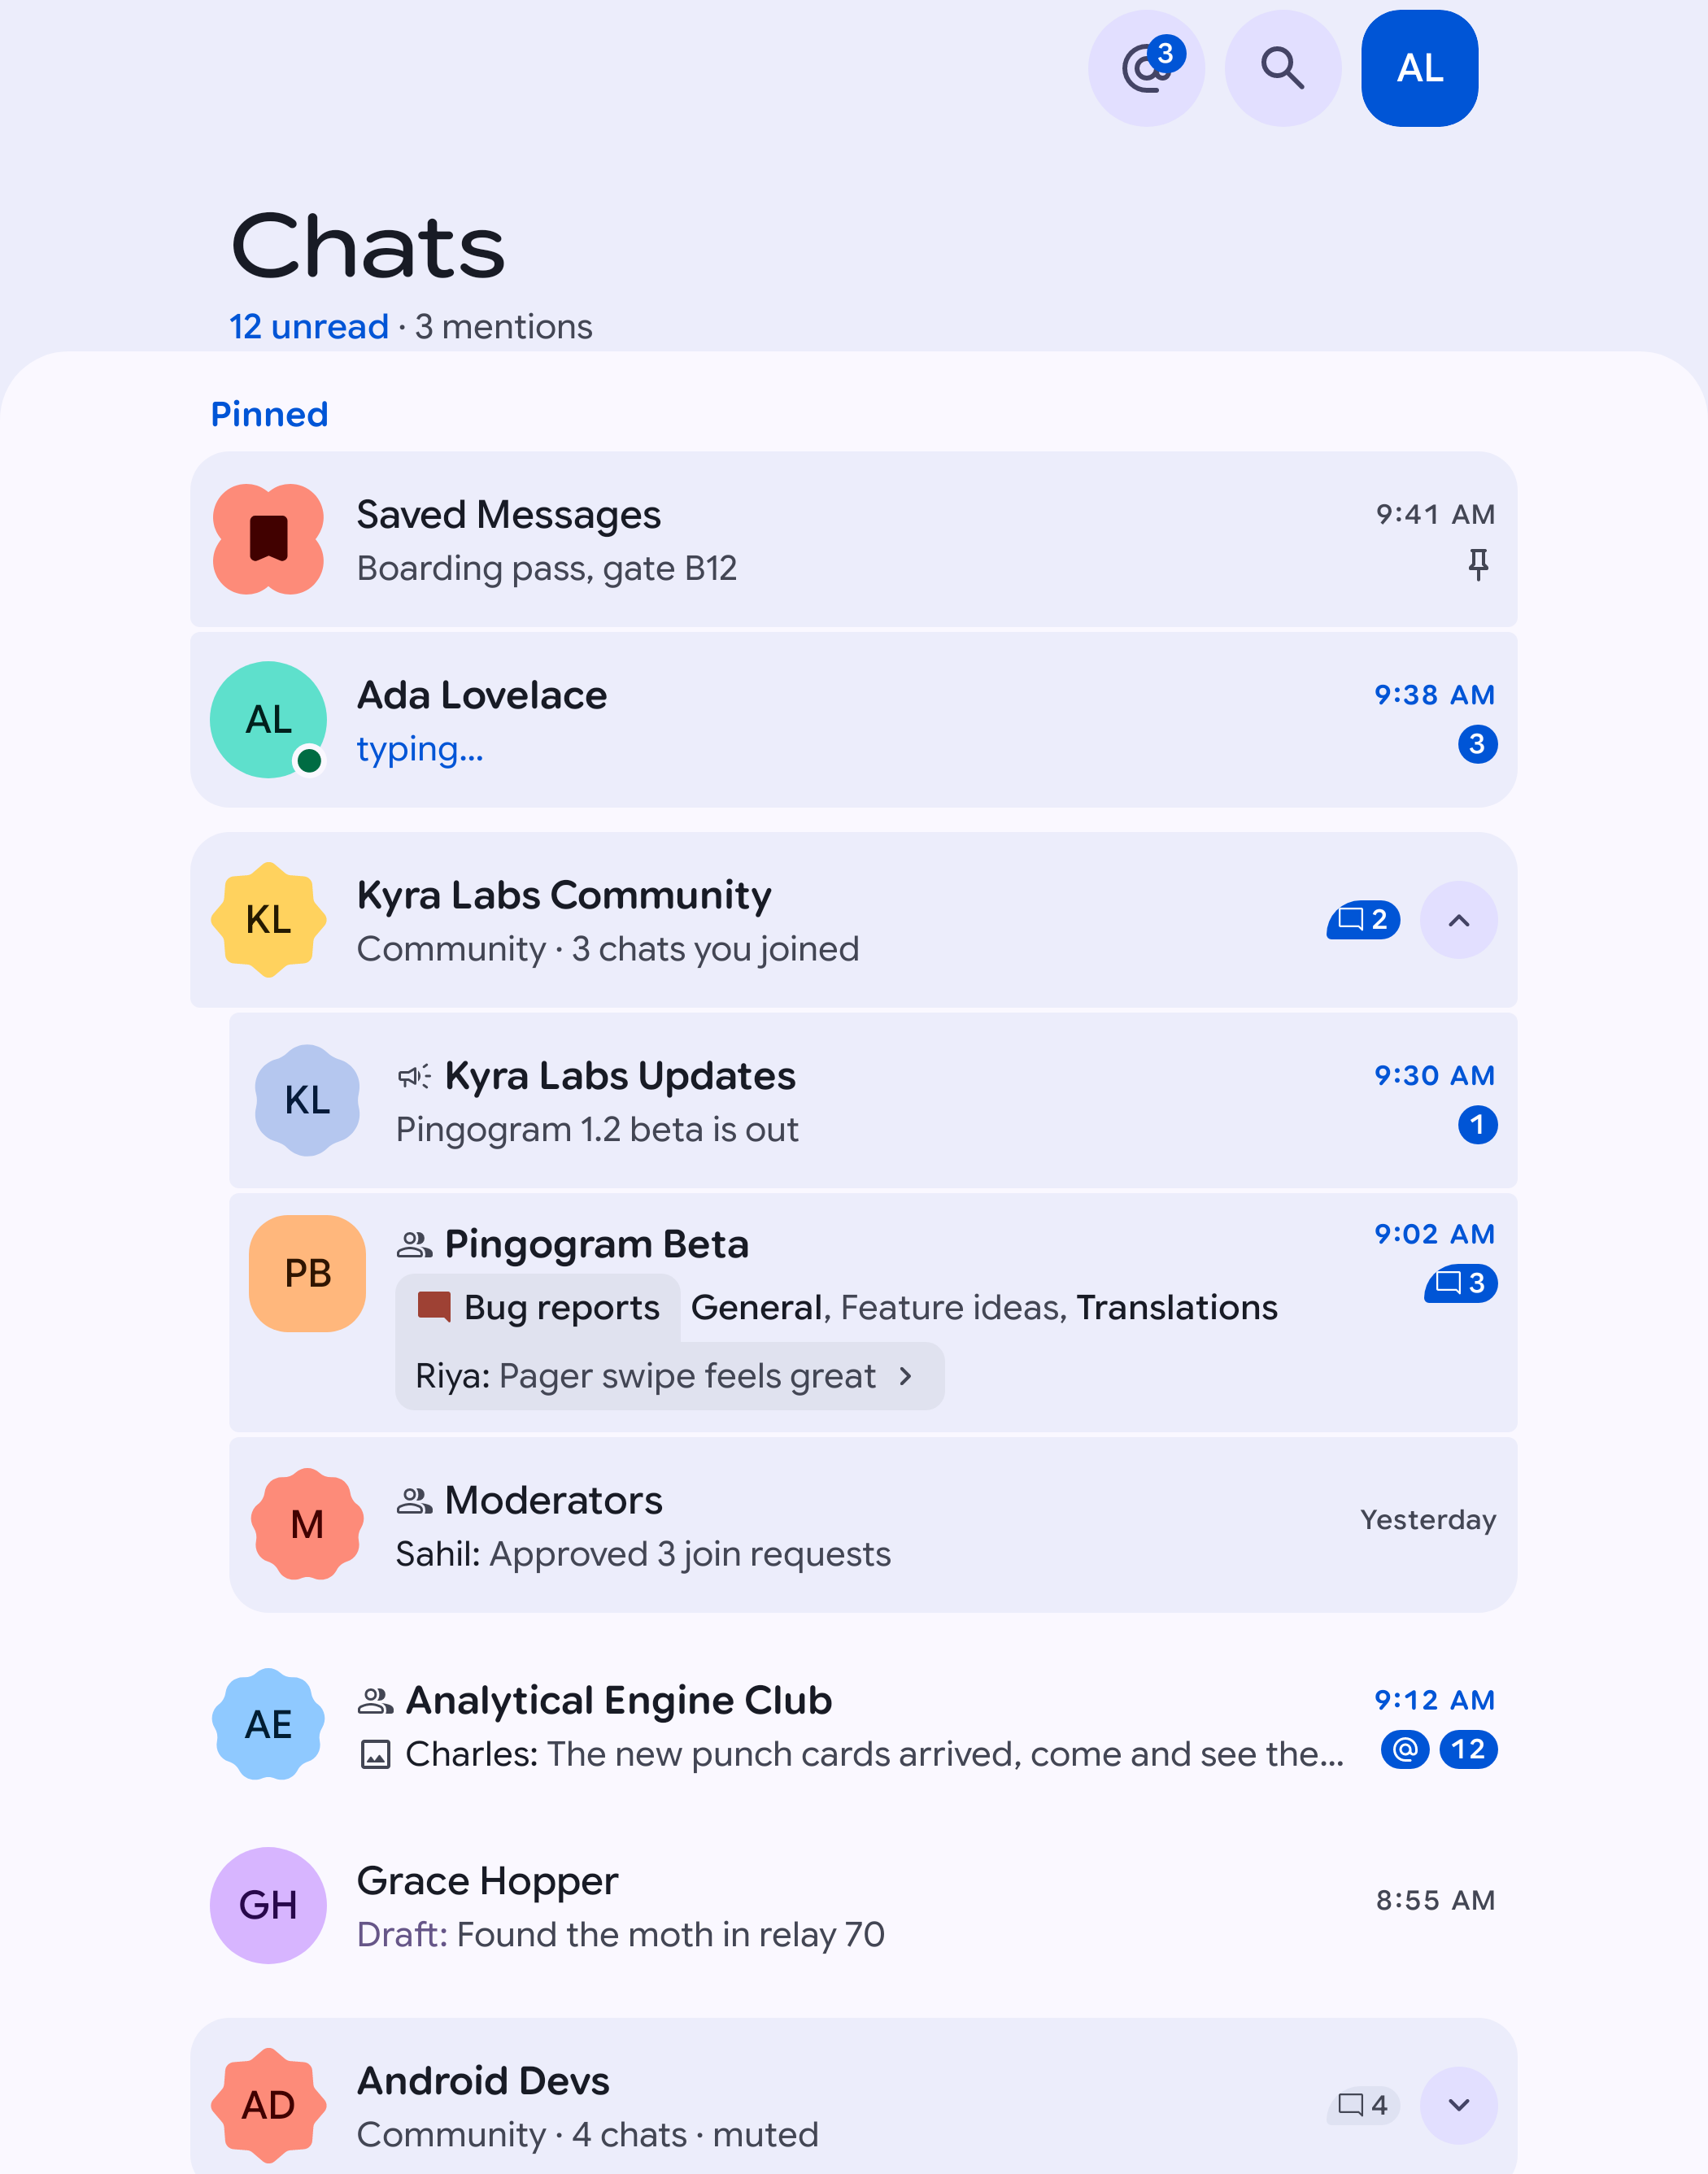 3
AL
Chats
12 unread · 3 mentions
Pinned
Saved Messages
9:41 AM
Boarding pass, gate B12
AL
Ada Lovelace
9:38 AM
typing...
3
KL
Kyra Labs Community
Community · 3 chats you joined
2
KL
Kyra Labs Updates
9:30 AM
Pingogram 1.2 beta is out
1
PB
Pingogram Beta
9:02 AM
Bug reports General, Feature ideas, Translations
3
Riya: Pager swipe feels great
M
Moderators
Yesterday
Sahil: Approved 3 join requests
AE
Analytical Engine Club
9:12 AM
Charles: The new punch cards arrived, come and see the...
@ 12
GH
Grace Hopper
8:55 AM
Draft: Found the moth in relay 70
AD
Android Devs
Community · 4 chats · muted
4